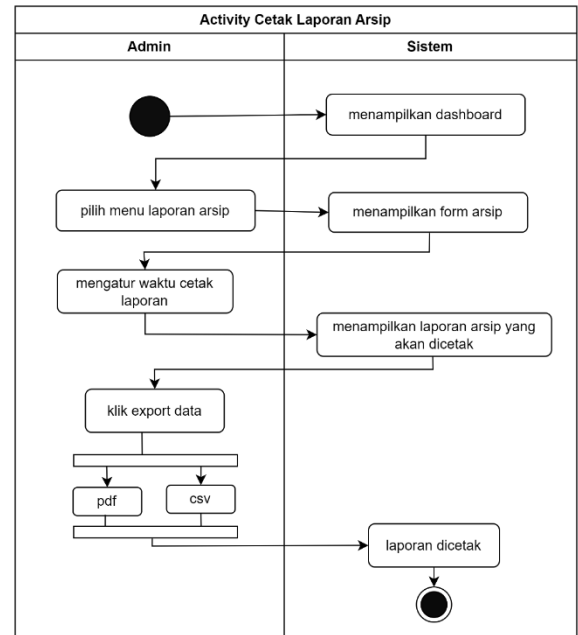 Activity Cetak Laporan Arsip
Admin
Sistem
menampilkan dashboard
pilih menu laporan arsip
menampilkan form arsip
mengatur waktu cetak
laporan
menampilkan laporan arsip yang
akan dicetak
klik export data
pdf
csv
laporan dicetak